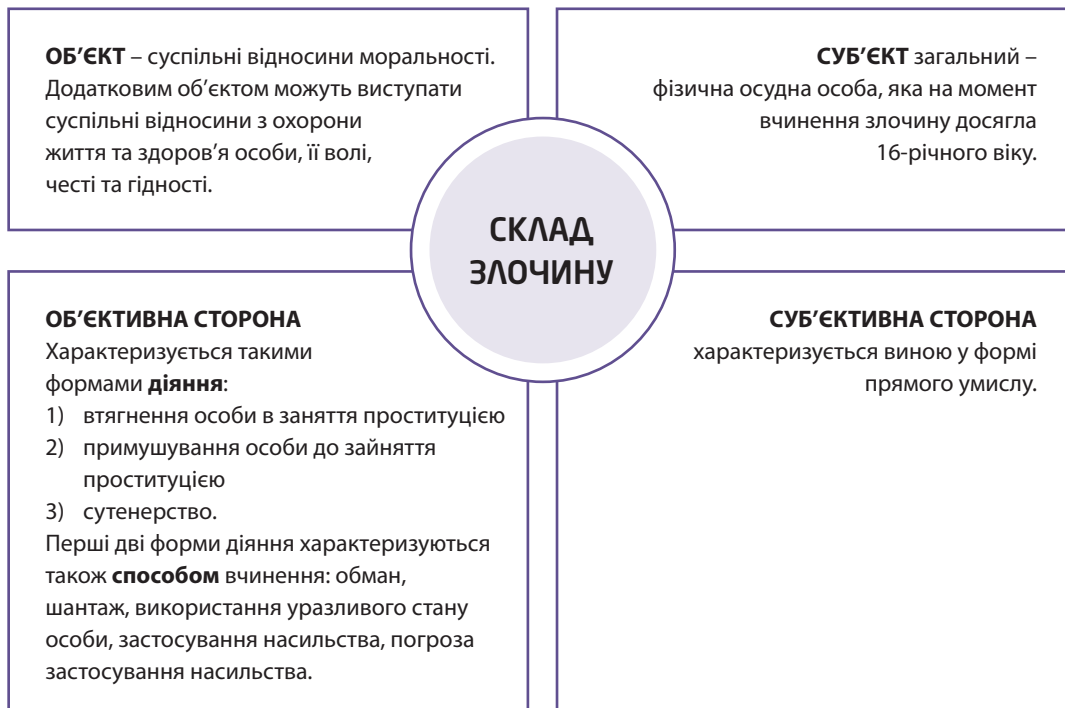 ОБ’ЄКТ – суспільні відносини моральності.
Додатковим об’єктом можуть виступати
суспільні відносини з охорони
життя та здоров’я особи, її волі,
честі та гідності.
СУБ’ЄКТ загальний –
фізична осудна особа, яка на момент
вчинення злочину досягла
16-річного віку.
СКЛАД
ЗЛОЧИНУ
ОБ’ЄКТИВНА СТОРОНА
Характеризується такими
формами діяння:
1) втягнення особи в заняття проституцією
2) примушування особи до зайняття
проституцією
3) сутенерство.
Перші дві форми діяння характеризуються
також способом вчинення: обман,
шантаж, використання уразливого стану
особи, застосування насильства, погроза
застосування насильства.
СУБ’ЄКТИВНА СТОРОНА
характеризується виною у формі
прямого умислу.